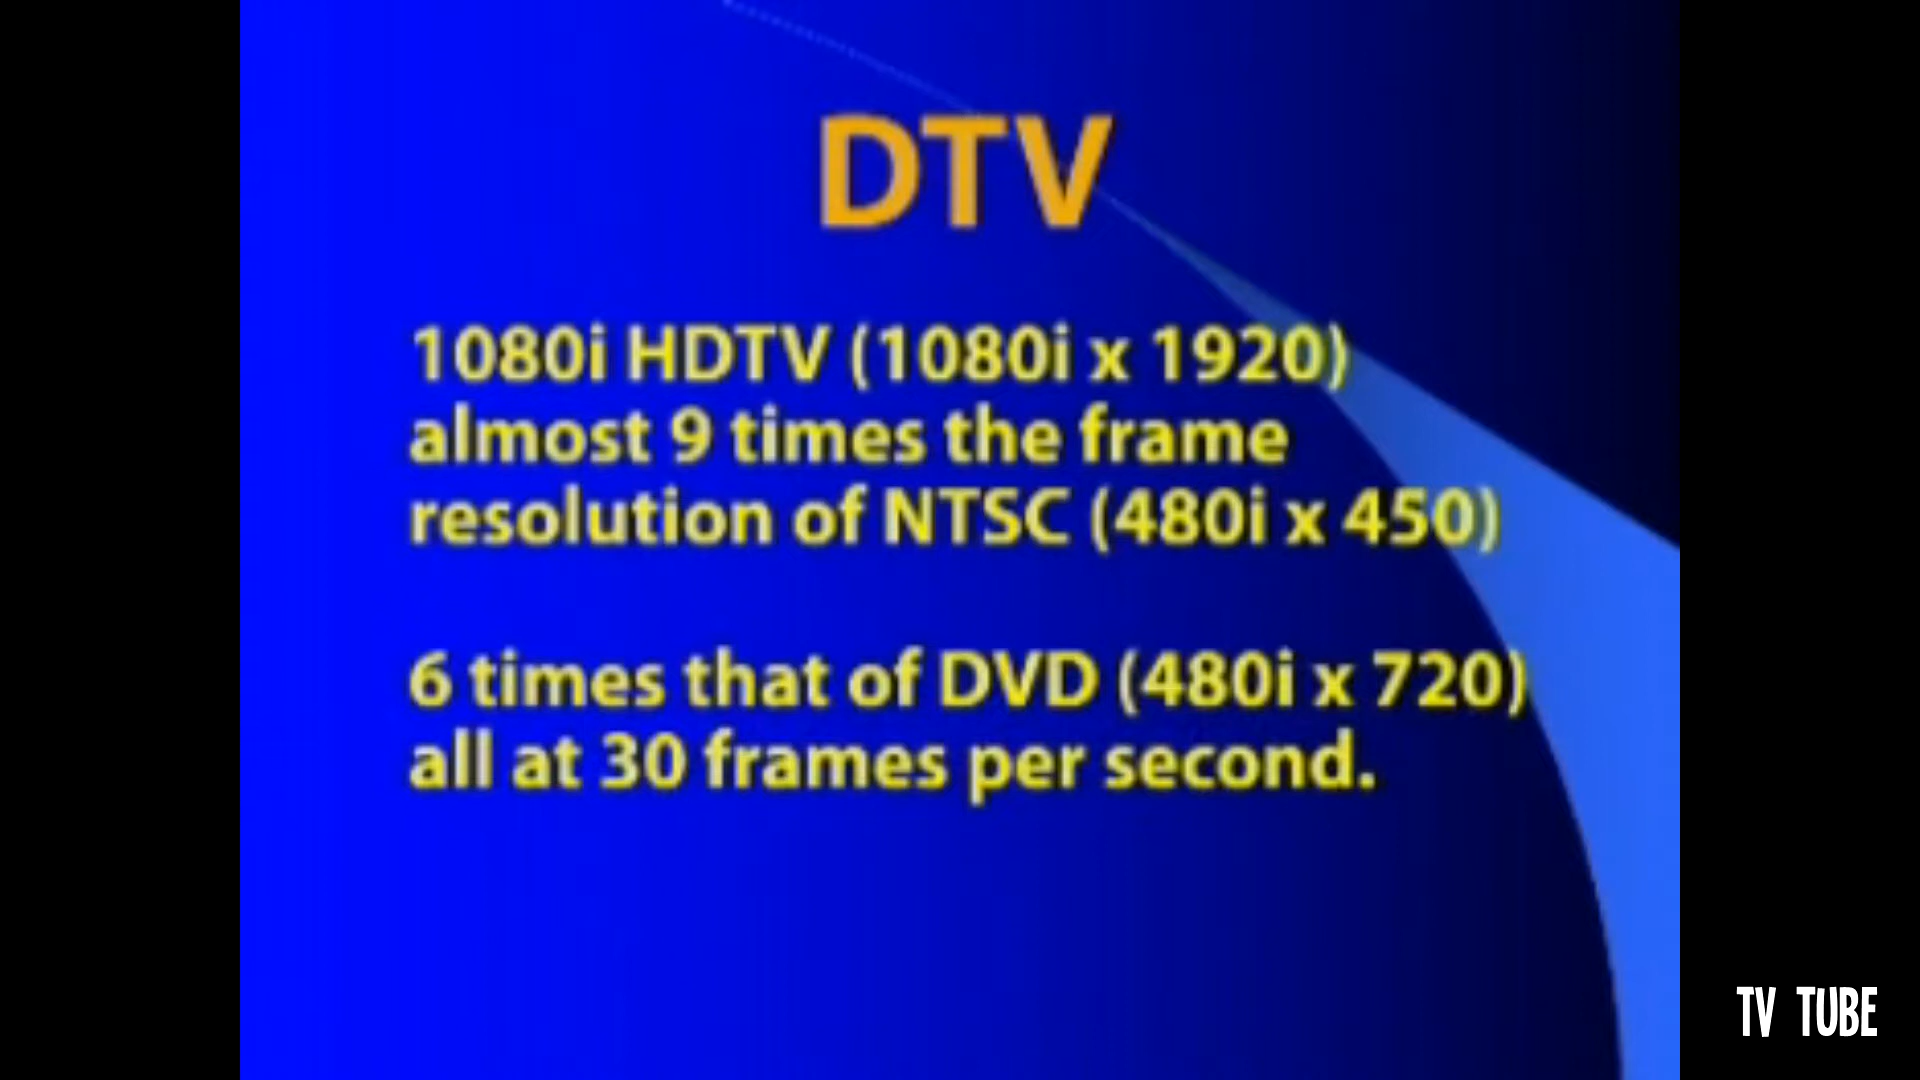 DTV
1080i HDTV (1080i x 1920)
almost 9 times the frame
resolution of NTSC (480i x 450)
6 times that of DVD (480i x 720)
all at 30 frames per second.
TV TUBE